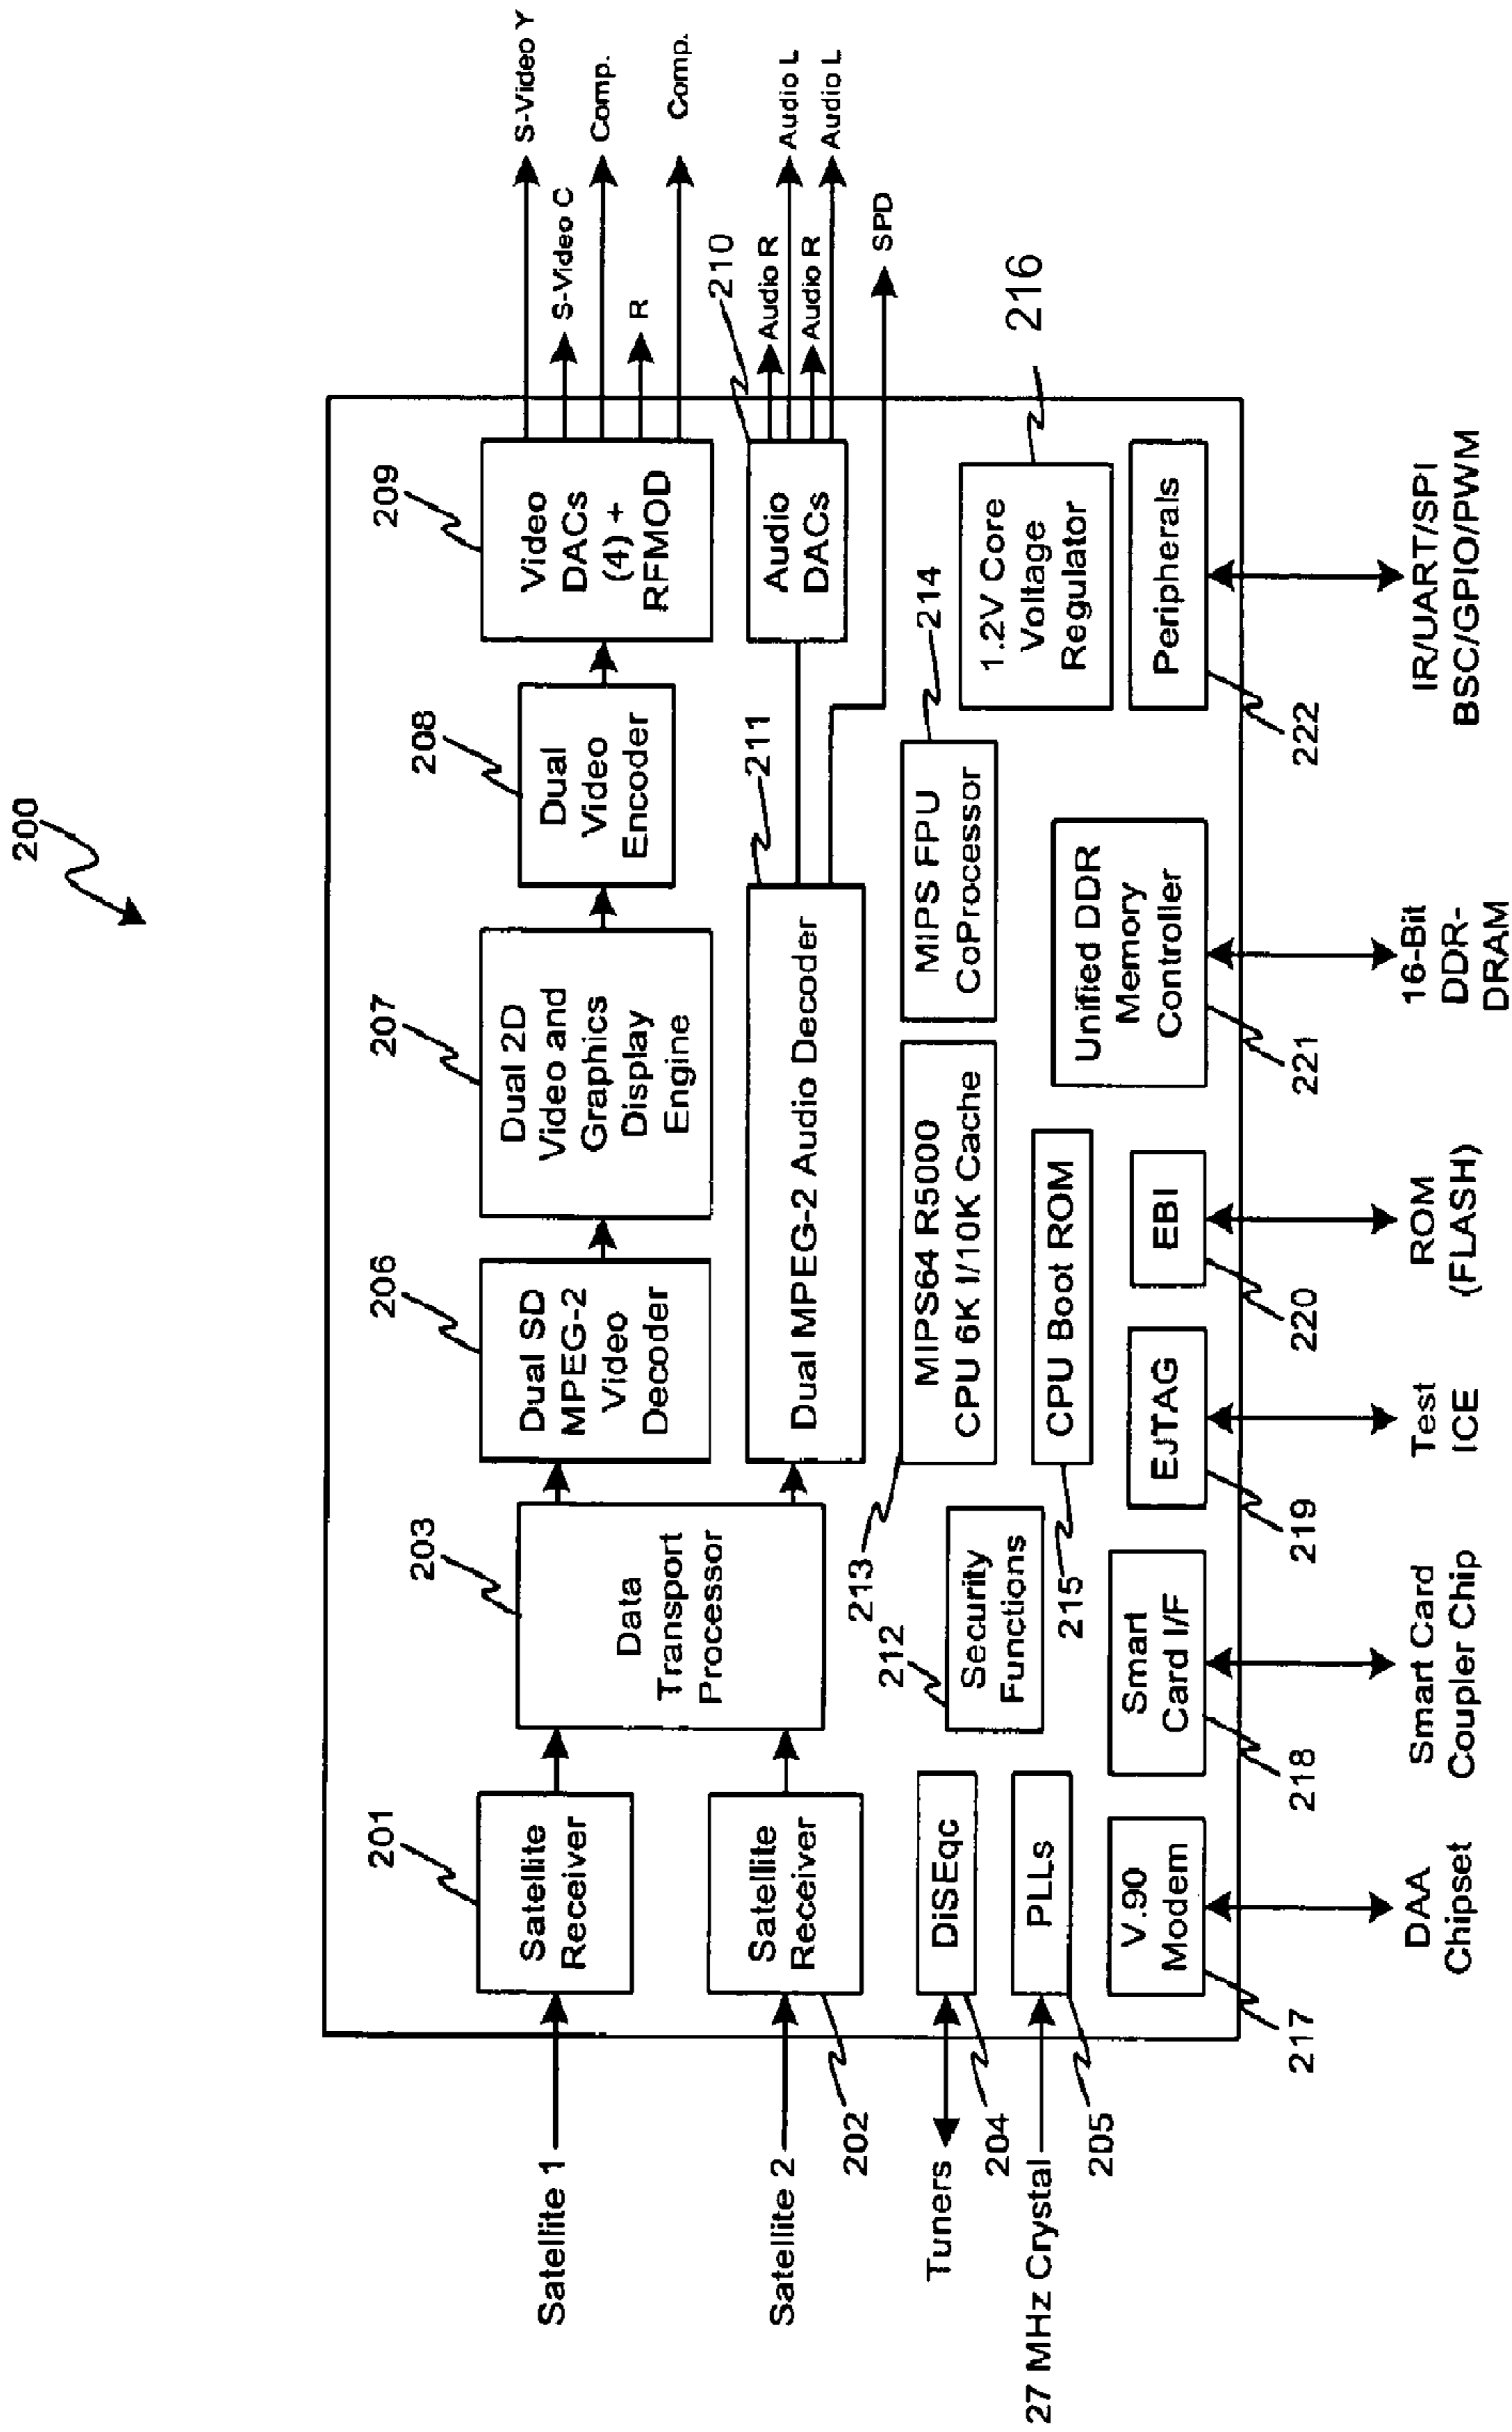 200
201
Satellite
Receiver
Satellite 1
Satellite
Receiver
Satellite 2
202
203
Data
Transport
Processor
206
Dual SD
MPEG-2
Video
Decoder
207
Dual 2D
Video and
Graphics
Display
Engine
208
Dual
Video
Encoder
209
Video
DACs
(4) +
RFMOD
S-Video Y
S-Video C
Comp.
R
Comp.
210
Audio
DACs
Audio R
Audio L
Audio R
Audio L
SPD
211
Dual MPEG-2 Audio Decoder
Tuners
DiSEqc
204
27 MHz Crystal
PLLs
205
212
Security
Functions
213
MIPS64 R5000
CPU 6K I/10K Cache
214
MIPS FPU
CoProcessor
215
CPU Boot ROM
216
1.2V Core
Voltage
Regulator
V.90
Modem
217
DAA
Chipset
Smart
Card I/F
218
Smart Card
Coupler Chip
EJTAG
219
Test
ICE
EBI
220
ROM
(FLASH)
Unified DDR
Memory
Controller
221
16-Bit
DDR-
DRAM
Peripherals
222
IR/UART/SPI
BSC/GPIO/PWM